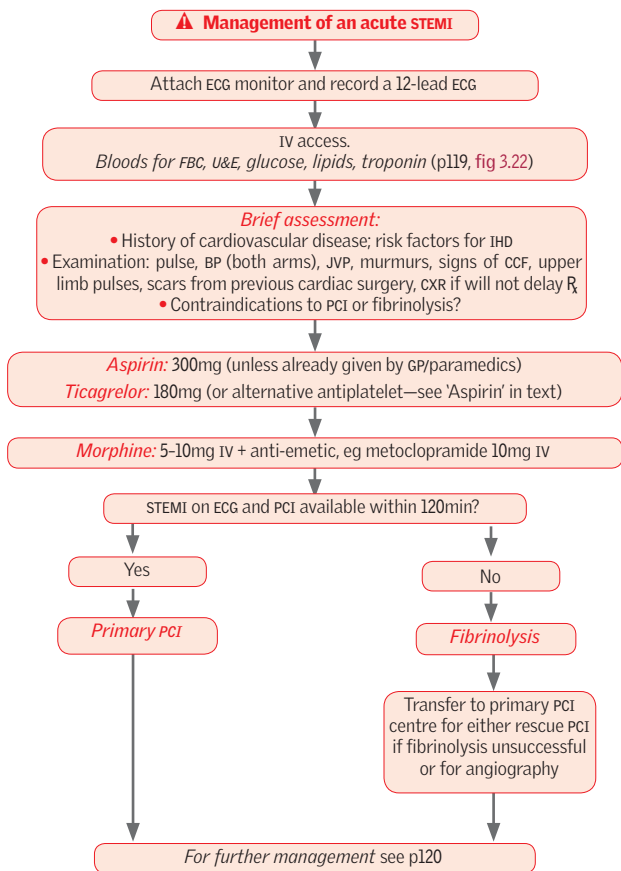 ⚠ Management of an acute STEMI
Attach ECG monitor and record a 12-lead ECG
IV access.
Bloods for FBC, U&E, glucose, lipids, troponin (p119, fig 3.22)
Brief assessment:
• History of cardiovascular disease; risk factors for IHD
• Examination: pulse, BP (both arms), JVP, murmurs, signs of CCF, upper
limb pulses, scars from previous cardiac surgery, CXR if will not delay ℞
• Contraindications to PCI or fibrinolysis?
Aspirin: 300mg (unless already given by GP/paramedics)
Ticagrelor: 180mg (or alternative antiplatelet—see ‘Aspirin’ in text)
Morphine: 5–10mg IV + anti-emetic, eg metoclopramide 10mg IV
STEMI on ECG and PCI available within 120min?
Yes
No
Primary PCI
Fibrinolysis
Transfer to primary PCI
centre for either rescue PCI
if fibrinolysis unsuccessful
or for angiography
For further management see p120